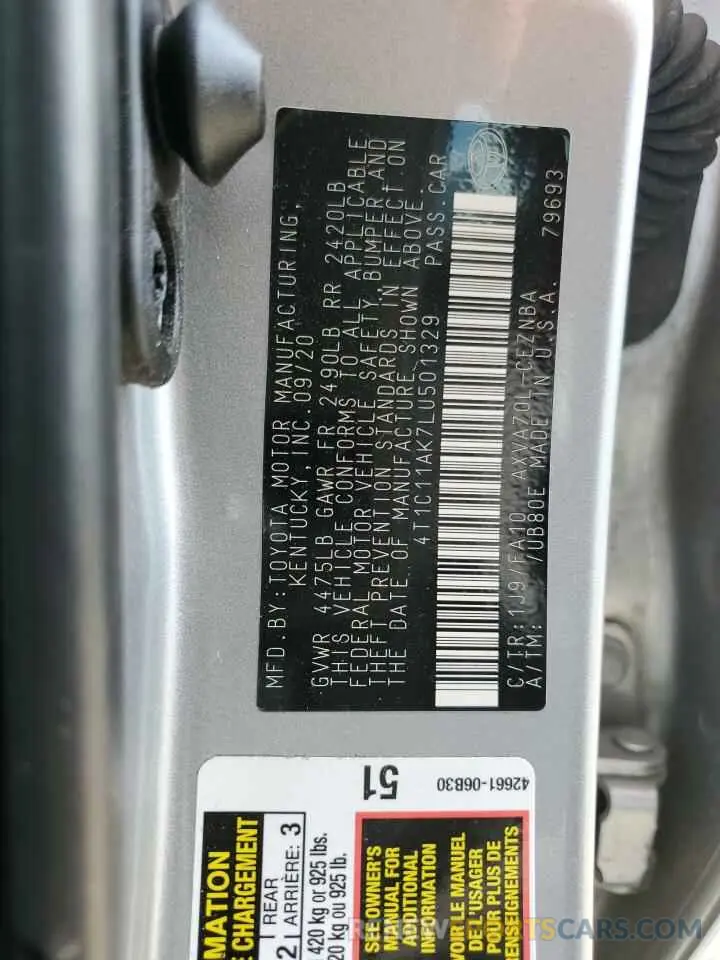 MFD.BY:TOYOTA MOTOR MANUFACTURING,
KENTUCKY, INC. 09/20
GVWR 4475LB GAWR FR 2490LB RR 2420LB
THIS VEHICLE CONFORMS TO ALL APPLICABLE
FEDERAL MOTOR VEHICLE SAFETY, BUMPER AND
THEFT PREVENTION STANDARDS IN EFFECT ON
THE DATE OF MANUFACTURE SHOWN ABOVE.
4T1C11AK7LU501329 PASS.CAR
C/TR:1J9/FA10 AXVA70L-CEZNBA
A/TM: /UB80E MADE IN U.S.A. 79693
51
42661-06B30
MATION
E CHARGEMENT
2 REAR 3
2 LARRIÈRE:
420 kg or 925 lbs.
20 kg ou 925 lb.
SEE OWNER'S
MANUAL FOR
ADDITIONAL
INFORMATION
VOIR LE MANUEL
DE L'USAGER
POUR PLUS DE
RENSEIGNEMENTS